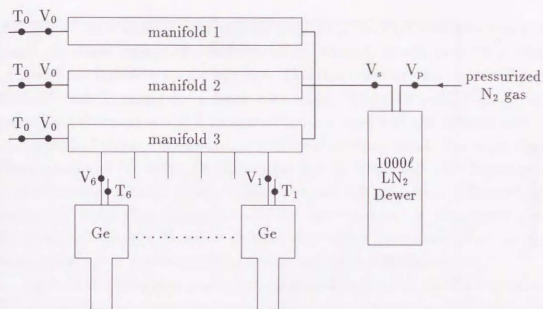 T₀ V₀
manifold 1
T₀ V₀
manifold 2
Vₛ Vₚ
pressurized
N₂ gas
T₀ V₀
manifold 3
1000ℓ
LN₂
Dewer
V₆
T₆
V₁
T₁
Ge
Ge